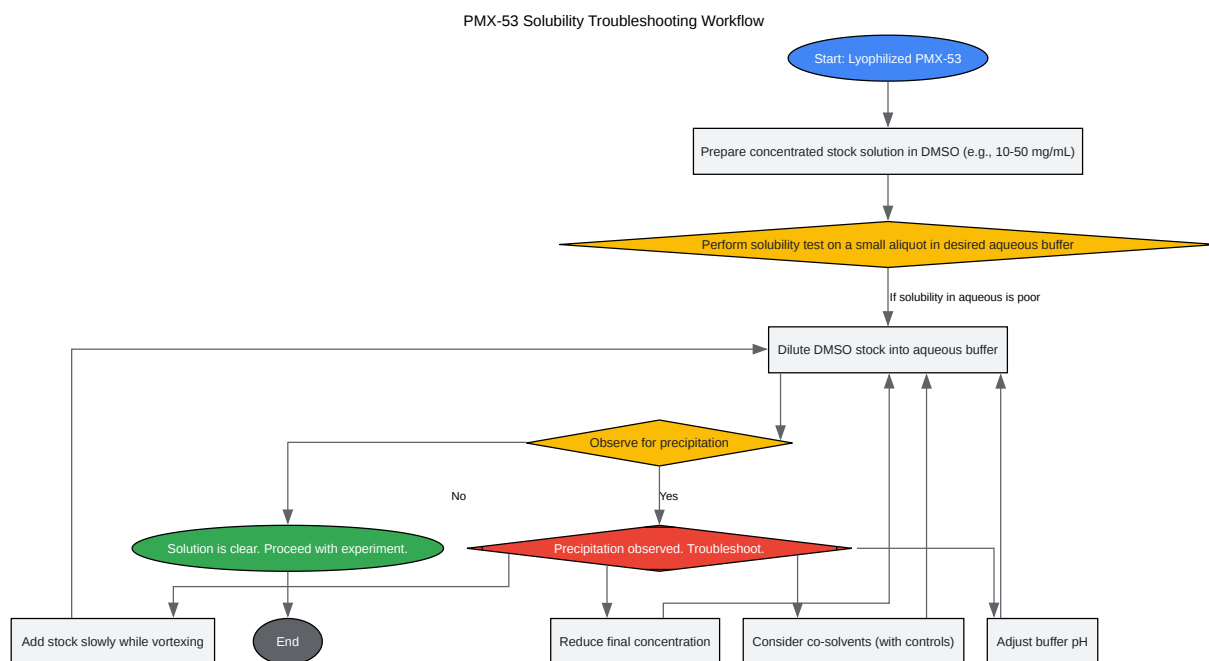 PMX-53 Solubility Troubleshooting Workflow
Start: Lyophilized PMX-53
Prepare concentrated stock solution in DMSO (e.g., 10-50 mg/mL)
Perform solubility test on a small aliquot in desired aqueous buffer
If solubility in aqueous is poor
Dilute DMSO stock into aqueous buffer
Observe for precipitation
No
Yes
Solution is clear. Proceed with experiment.
Precipitation observed. Troubleshoot.
Add stock slowly while vortexing
End
Reduce final concentration
Consider co-solvents (with controls)
Adjust buffer pH